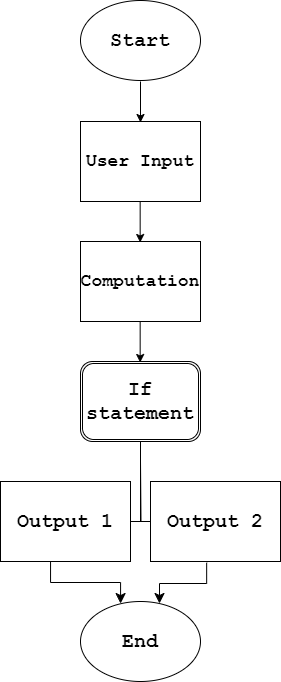 Start
User Input
Computation
If
statement
Output 1
Output 2
End